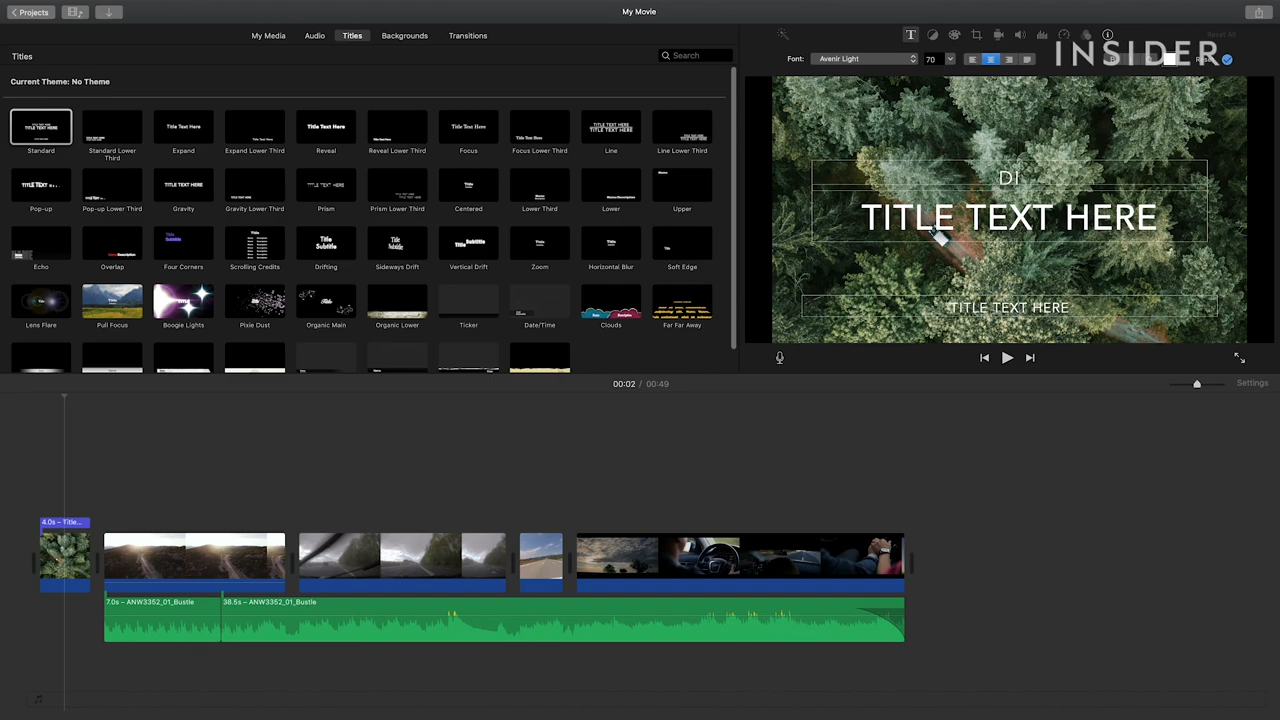 Projects
My Movie
My Media
Audio
Titles
Backgrounds
Transitions
Reset All
INSIDER
Titles
Search
Font:
Avenir Light
70
Current Theme: No Theme
Standard
Standard Lower Third
Expand
Expand Lower Third
Reveal
Reveal Lower Third
Focus
Focus Lower Third
Line
Line Lower Third
Pop-up
Pop-up Lower Third
Gravity
Gravity Lower Third
Prism
Prism Lower Third
Centered
Lower Third
Lower
Upper
Echo
Overlap
Four Corners
Scrolling Credits
Drifting
Sideways Drift
Vertical Drift
Zoom
Horizontal Blur
Soft Edge
Lens Flare
Pull Focus
Boogie Lights
Pixie Dust
Organic Main
Organic Lower
Ticker
Date/Time
Clouds
Far Far Away
DI
TITLE TEXT HERE
TITLE TEXT HERE
00:02 / 00:49
Settings
4.0s – Title...
7.0s – ANW3352_01_Bustle
38.5s – ANW3352_01_Bustle